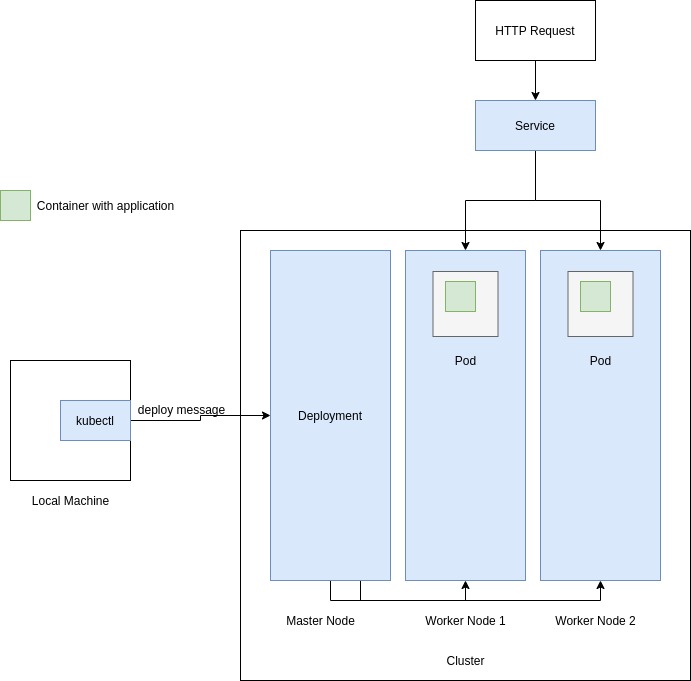 HTTP Request
Service
Container with application
Pod
Pod
kubectl
deploy message
Deployment
Local Machine
Master Node
Worker Node 1
Worker Node 2
Cluster